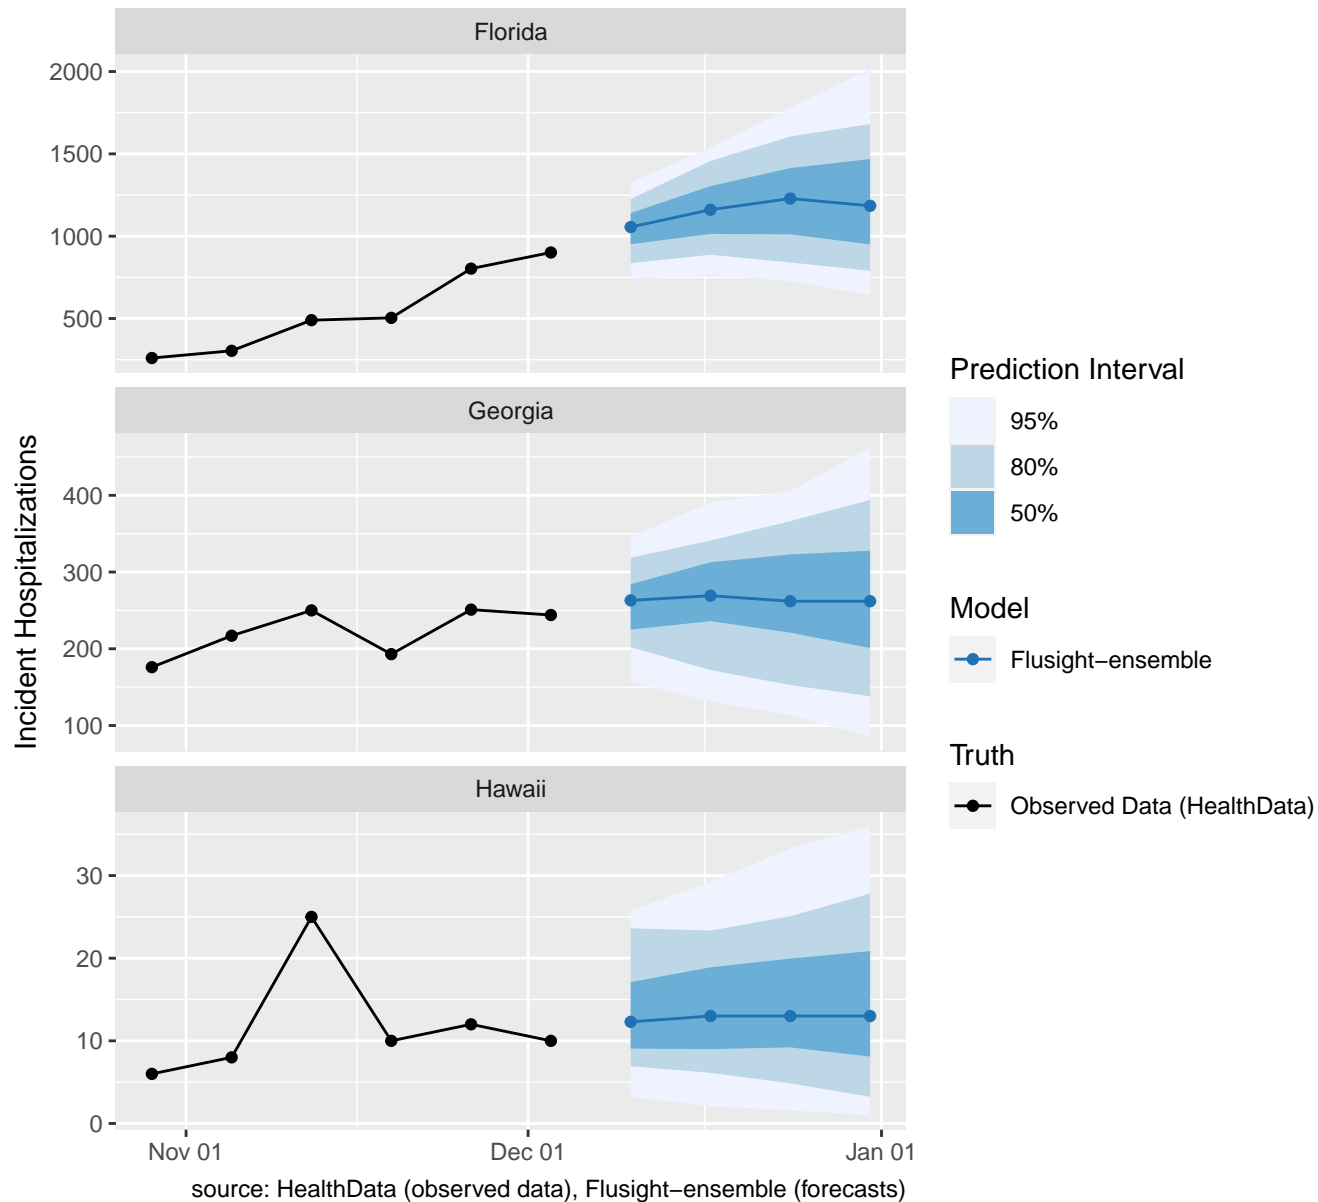 Florida
2000
1500
1000
500
Georgia
400
300
200
100
Hawaii
30
20
10
0
Nov 01
Dec 01
Jan 01
Incident Hospitalizations
source: HealthData (observed data), Flusight−ensemble (forecasts)
Prediction Interval
95%
80%
50%
Model
Flusight−ensemble
Truth
Observed Data (HealthData)